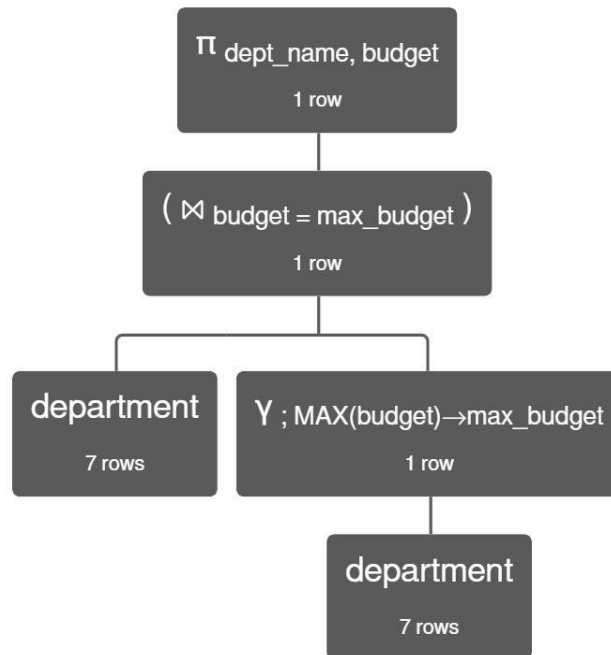 π dept_name, budget
1 row
( ⋈ budget = max_budget )
1 row
department
7 rows
γ ; MAX(budget)→max_budget
1 row
department
7 rows